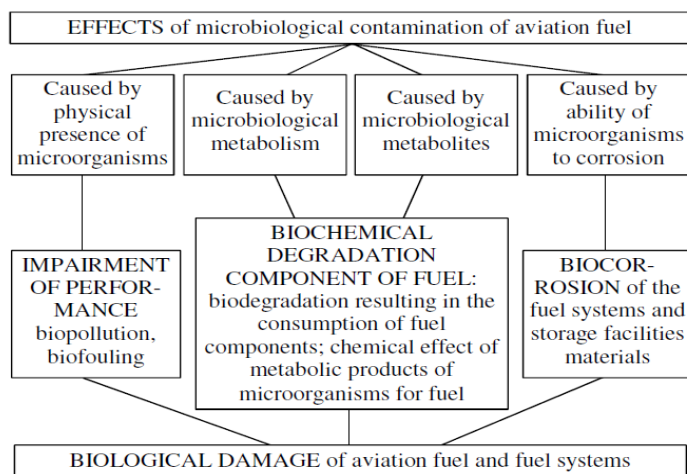 EFFECTS of microbiological contamination of aviation fuel
Caused by
physical
presence of
microorganisms
Caused by
microbiological
metabolism
Caused by
microbiological
metabolites
Caused by
ability of
microorganisms
to corrosion
IMPAIRMENT
OF PERFOR-
MANCE
biopollution,
biofouling
BIOCHEMICAL
DEGRADATION
COMPONENT OF FUEL:
biodegradation resulting in the
consumption of fuel
components; chemical effect of
metabolic products of
microorganisms for fuel
BIOCOR-
ROSION of the
fuel systems and
storage facilities
materials
BIOLOGICAL DAMAGE of aviation fuel and fuel systems